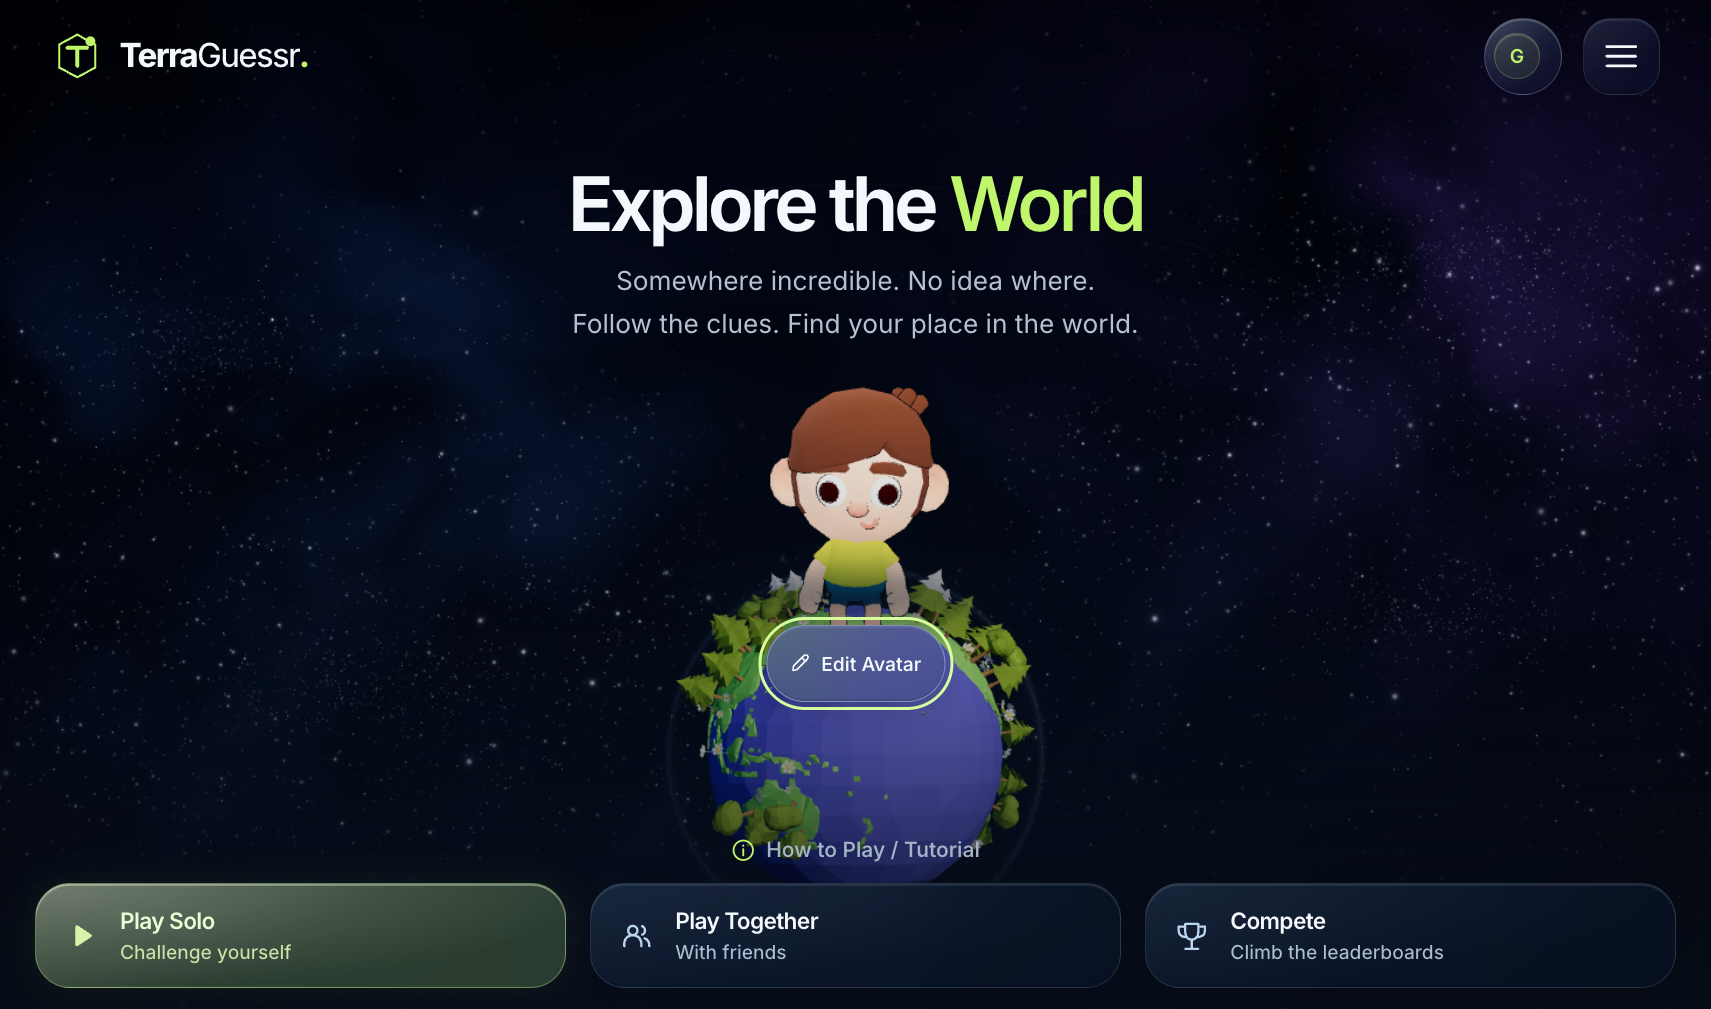 TerraGuessr.
G
Explore the World
Somewhere incredible. No idea where.
Follow the clues. Find your place in the world.
Edit Avatar
How to Play / Tutorial
Play Solo
Challenge yourself
Play Together
With friends
Compete
Climb the leaderboards